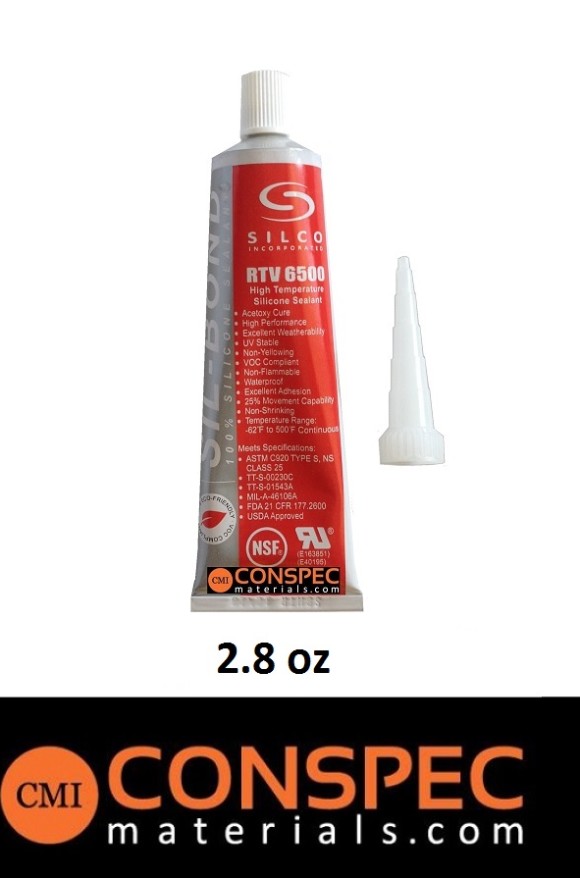 SIL-BOND
100% SILICONE SEALING
SILCO
INCORPORATED
RTV 6500
High Temperature
Silicone Sealant
• Acetoxy Cure
• High Performance
• Excellent Weatherability
• UV Stable
• Non-Yellowing
• VOC Compliant
• Non-Flammable
• Waterproof
• Excellent Adhesion
• 25% Movement Capability
• Non-Shrinking
• Temperature Range:
-62°F to 500°F Continuous
Meets Specifications:
• ASTM C920 TYPE S, NS
CLASS 25
• TT-S-00230C
• TT-S-01543A
• MIL-A-46106A
• FDA 21 CFR 177.2600
• USDA Approved
ECO-FRIENDLY
NSF®
(E163851)
(E40195)
CMI CONSPEC
materials.com
2.8 oz
CMI CONSPEC
materials.com